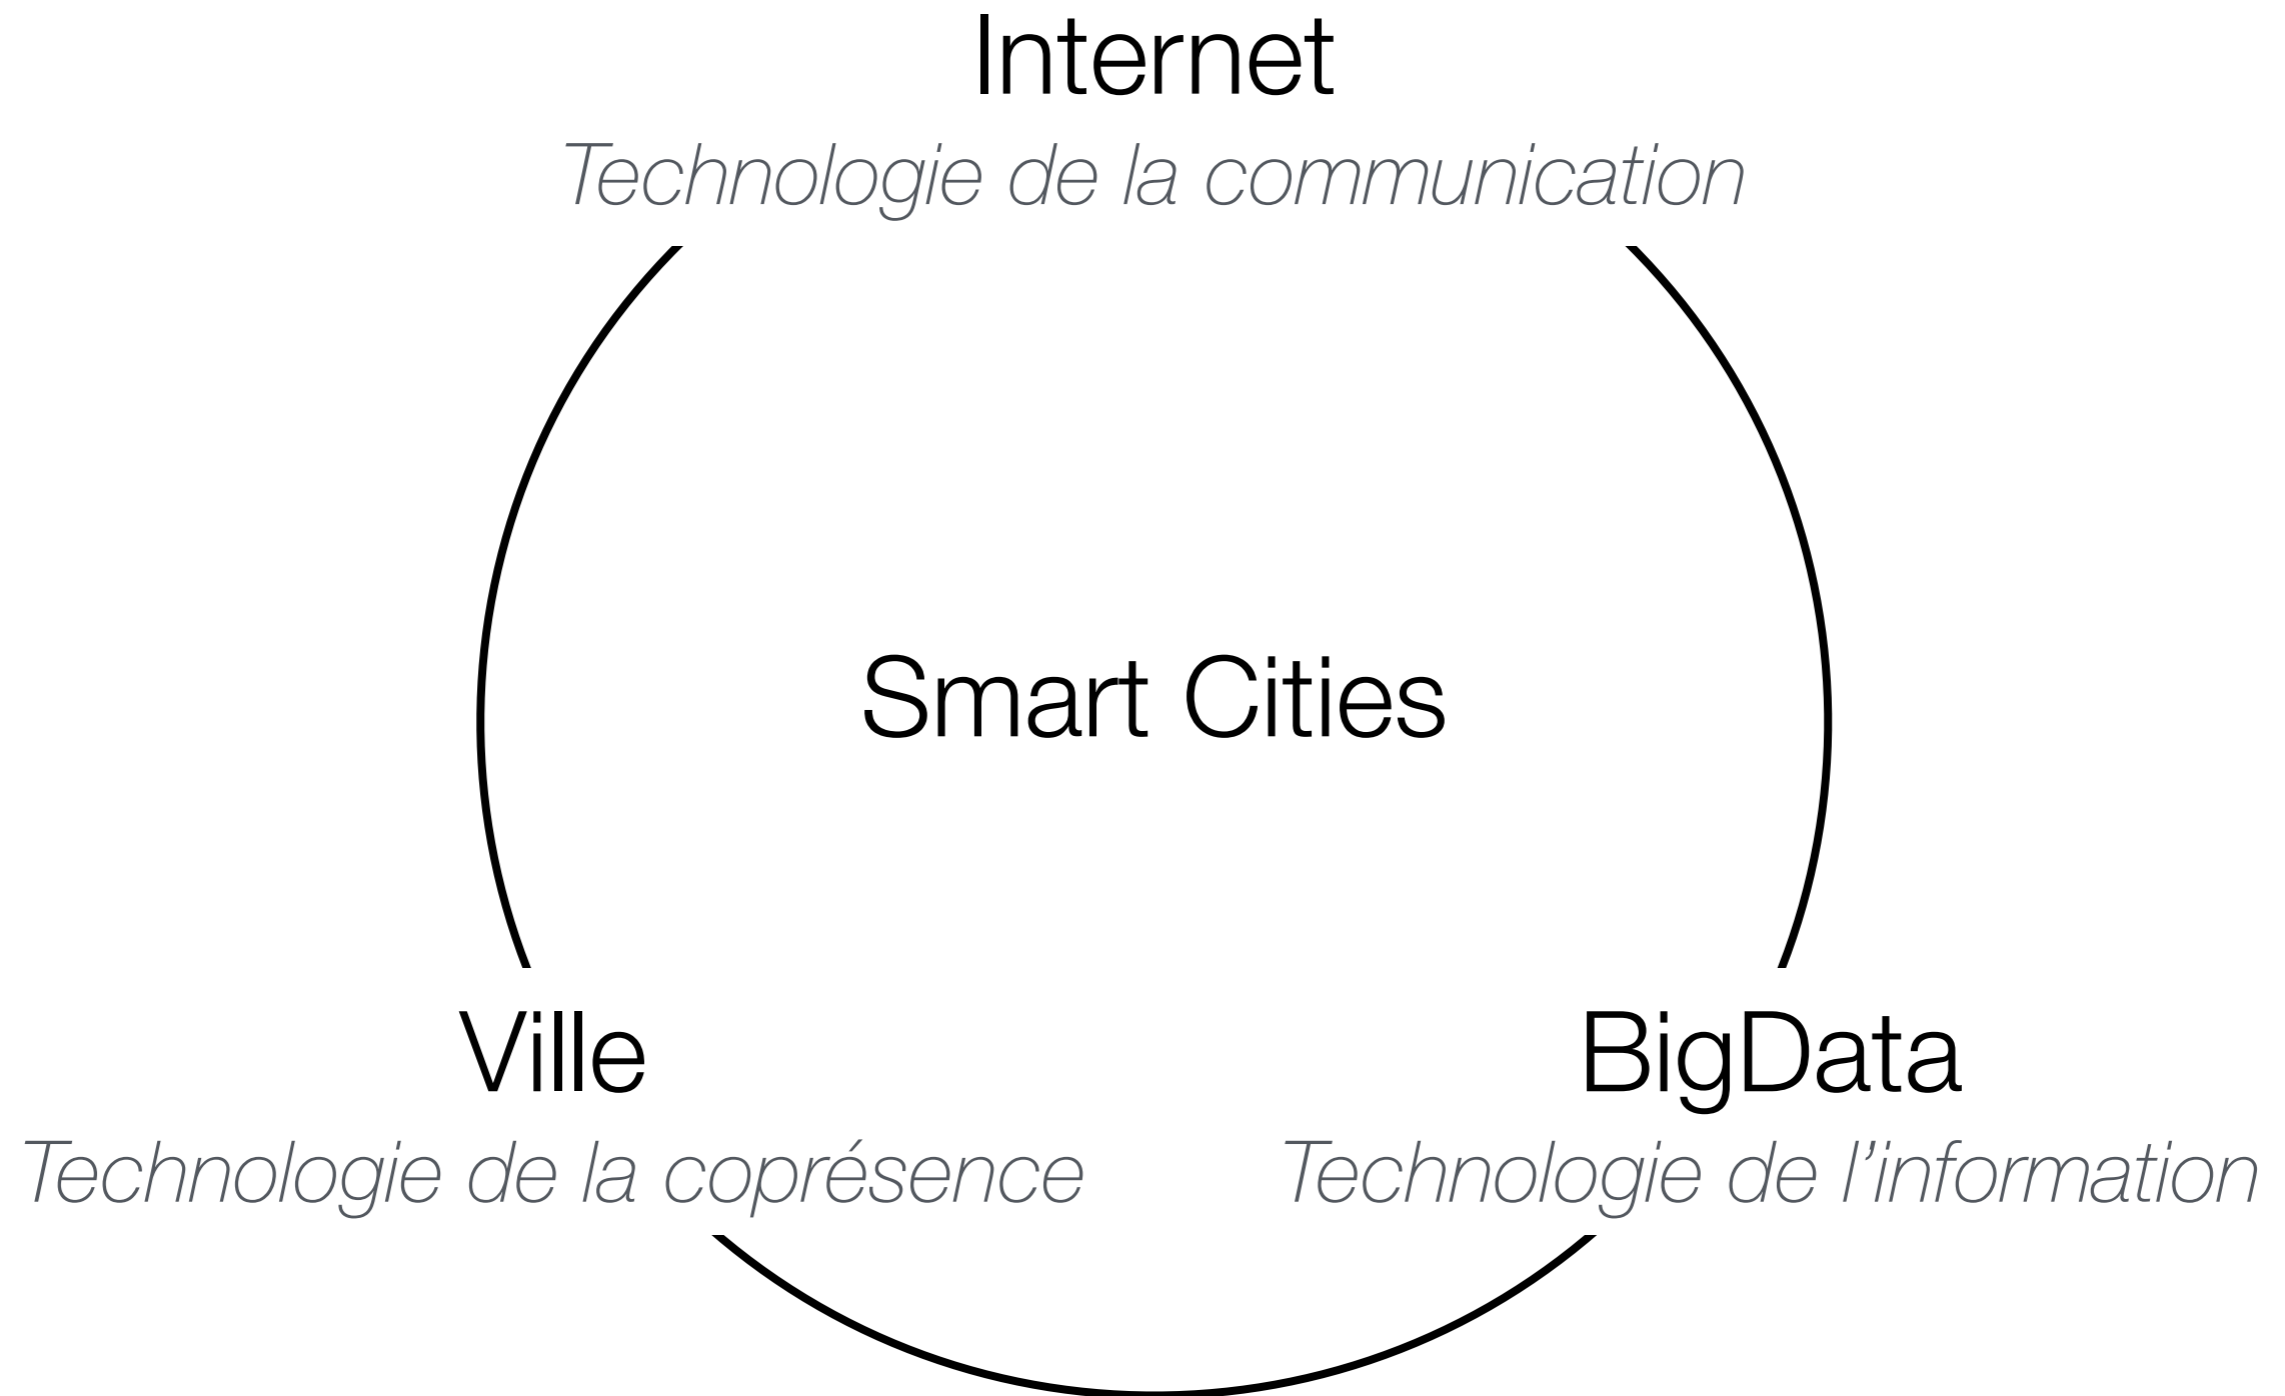 Internet
Technologie de la communication
Smart Cities
Ville
Technologie de la coprésence
BigData
Technologie de l’information